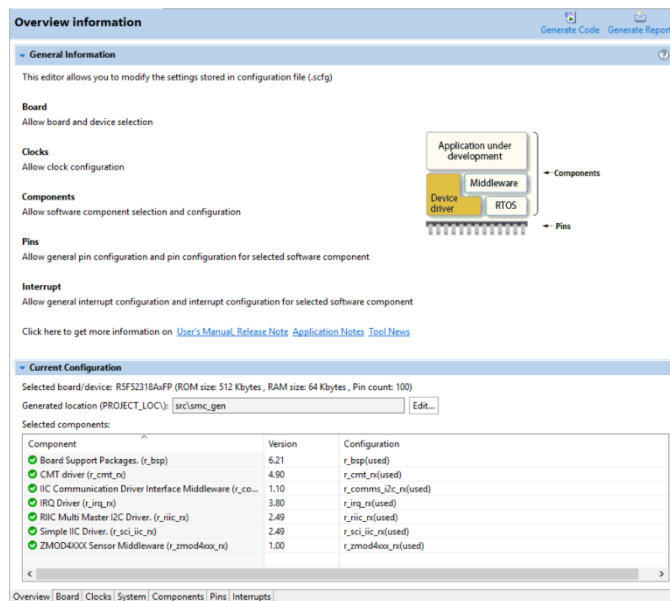 Overview information
Generate Code Generate Report
General Information
This editor allows you to modify the settings stored in configuration file (.scfg)
Board
Allow board and device selection
Clocks
Allow clock configuration
Components
Allow software component selection and configuration
Pins
Allow general pin configuration and pin configuration for selected software component
Interrupt
Allow general interrupt configuration and interrupt configuration for selected software component
Application under
development
Middleware
Device
driver
RTOS
Components
Pins
Click here to get more information on User's Manual, Release Note Application Notes Tool News
Current Configuration
Selected board/device: R5F52318AxFP (ROM size: 512 Kbytes , RAM size: 64 Kbytes , Pin count: 100)
Generated location (PROJECT_LOC\): src\smc_gen Edit...
Selected components:
Component Version Configuration
Board Support Packages. (r_bsp) 6.21 r_bsp(used)
CMT driver (r_cmt_rx) 4.90 r_cmt_rx(used)
IIC Communication Driver Interface Middleware (r_co... 1.10 r_comms_i2c_rx(used)
IRQ Driver (r_irq_rx) 3.80 r_irq_rx(used)
RIIC Multi Master I2C Driver. (r_riic_rx) 2.49 r_riic_rx(used)
Simple IIC Driver. (r_sci_iic_rx) 2.49 r_sci_iic_rx(used)
ZMOD4XXX Sensor Middleware (r_zmod4xxx_rx) 1.00 r_zmod4xxx_rx(used)
Overview Board Clocks System Components Pins Interrupts